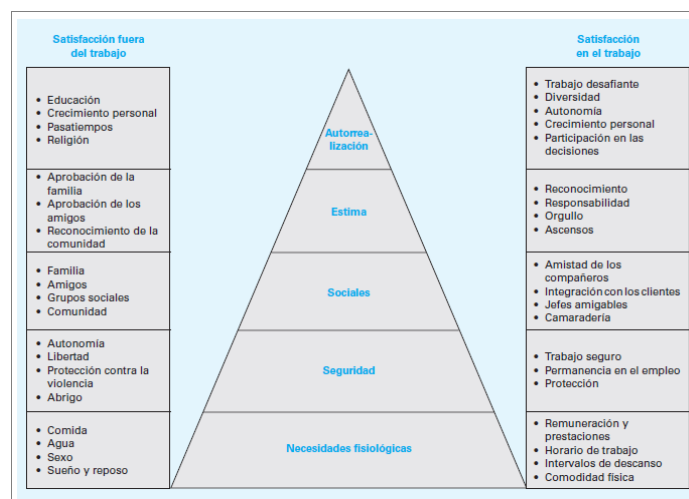 Satisfacción fuera
del trabajo
• Educación
• Crecimiento personal
• Pasatiempos
• Religión
• Aprobación de la
familia
• Aprobación de los
amigos
• Reconocimiento de la
comunidad
• Familia
• Amigos
• Grupos sociales
• Comunidad
• Autonomía
• Libertad
• Protección contra la
violencia
• Abrigo
• Comida
• Agua
• Sexo
• Sueño y reposo
Autorrea-
lización
Estima
Sociales
Seguridad
Necesidades fisiológicas
Satisfacción
en el trabajo
• Trabajo desafiante
• Diversidad
• Autonomía
• Crecimiento personal
• Participación en las
decisiones
• Reconocimiento
• Responsabilidad
• Orgullo
• Ascensos
• Amistad de los
compañeros
• Integración con los clientes
• Jefes amigables
• Camaradería
• Trabajo seguro
• Permanencia en el empleo
• Protección
• Remuneración y
prestaciones
• Horario de trabajo
• Intervalos de descanso
• Comodidad física